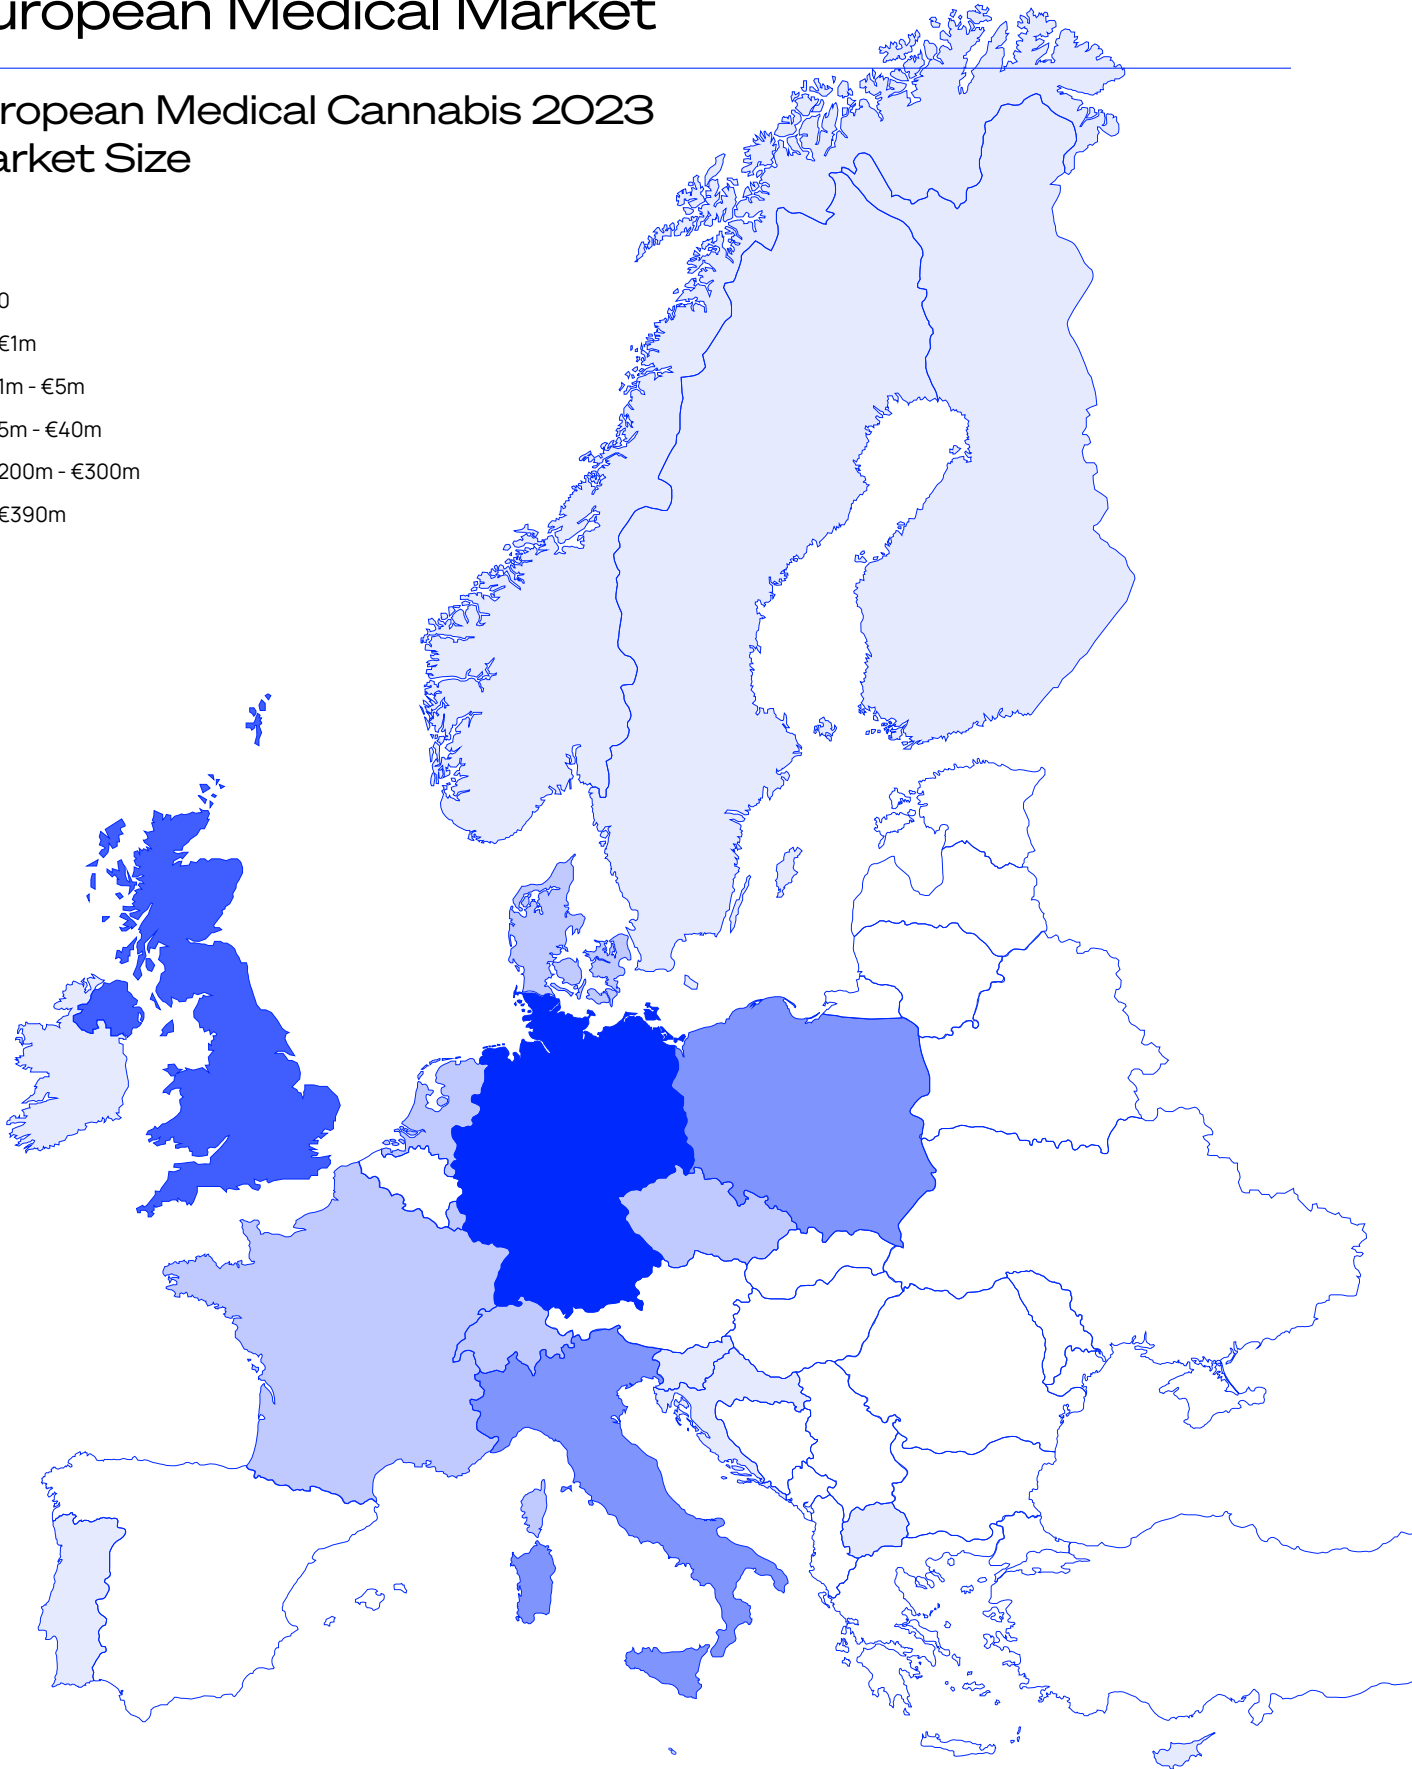 uropean Medical Market
ropean Medical Cannabis 2023
arket Size
0
€1m
1m - €5m
5m - €40m
200m - €300m
€390m